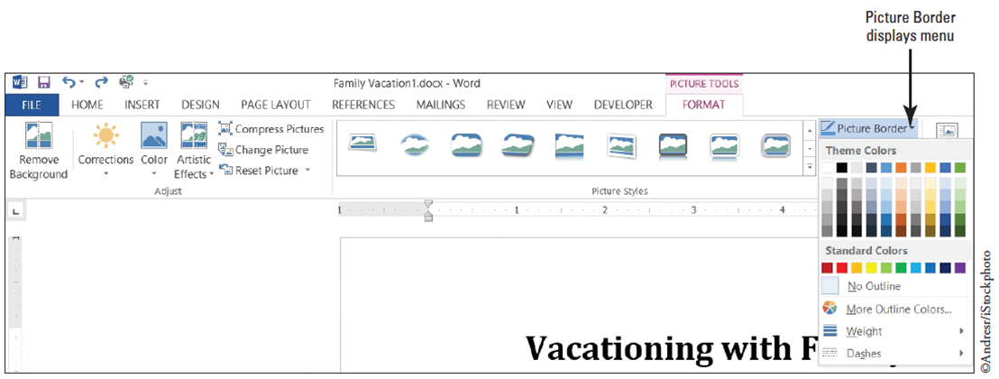 Picture Border
displays menu
Family Vacation1.docx - Word
PICTURE TOOLS
FILE HOME INSERT DESIGN PAGE LAYOUT REFERENCES MAILINGS REVIEW VIEW DEVELOPER FORMAT
Remove
Background
Corrections
Color
Artistic
Effects
Compress Pictures
Change Picture
Reset Picture
Adjust
Picture Styles
Picture Border
Theme Colors
Standard Colors
No Outline
More Outline Colors...
Weight
Dashes
L
1 1 2 3 4
1
Vacationing with F
©Andresr/iStockphoto